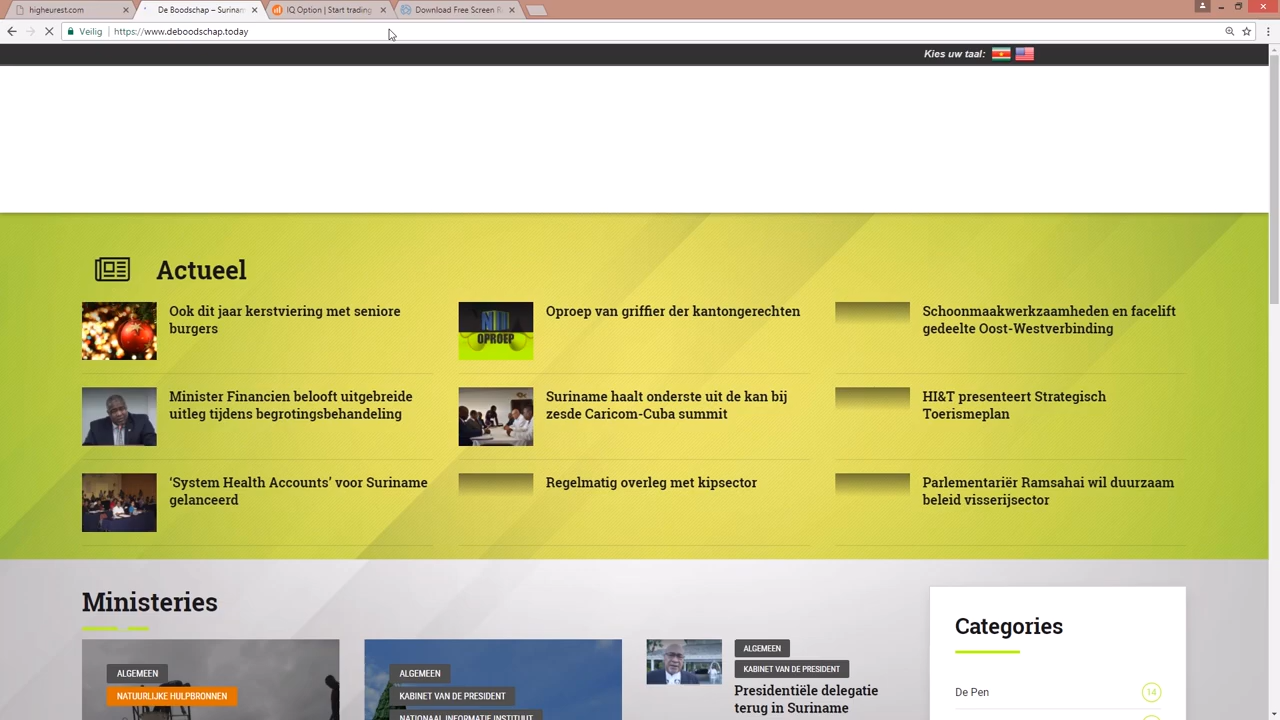 higheurest.com
De Boodschap – Surinam
IQ Option | Start trading
Download Free Screen R
Veilig
https://www.deboodschap.today
Kies uw taal:
Actueel
Ook dit jaar kerstviering met seniore
burgers
Oproep van griffier der kantongerechten
OPROEP
Schoonmaakwerkzaamheden en facelift
gedeelte Oost-Westverbinding
Minister Financien belooft uitgebreide
uitleg tijdens begrotingsbehandeling
Suriname haalt onderste uit de kan bij
zesde Caricom-Cuba summit
HI&T presenteert Strategisch
Toerismeplan
‘System Health Accounts’ voor Suriname
gelanceerd
Regelmatig overleg met kipsector
Parlementariër Ramsahai wil duurzaam
beleid visserijsector
Ministeries
ALGEMEEN
NATUURLIJKE HULPBRONNEN
ALGEMEEN
KABINET VAN DE PRESIDENT
NATIONAAL INFORMATIE INSTITUUT
ALGEMEEN
KABINET VAN DE PRESIDENT
Presidentiële delegatie
terug in Suriname
Categories
De Pen
14